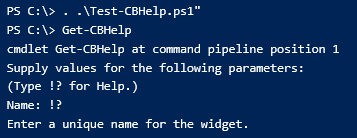 PS C:\> . .\Test-CBHelp.ps1"
PS C:\> Get-CBHelp
cmdlet Get-CBHelp at command pipeline position 1
Supply values for the following parameters:
(Type !? for Help.)
Name: !?
Enter a unique name for the widget.